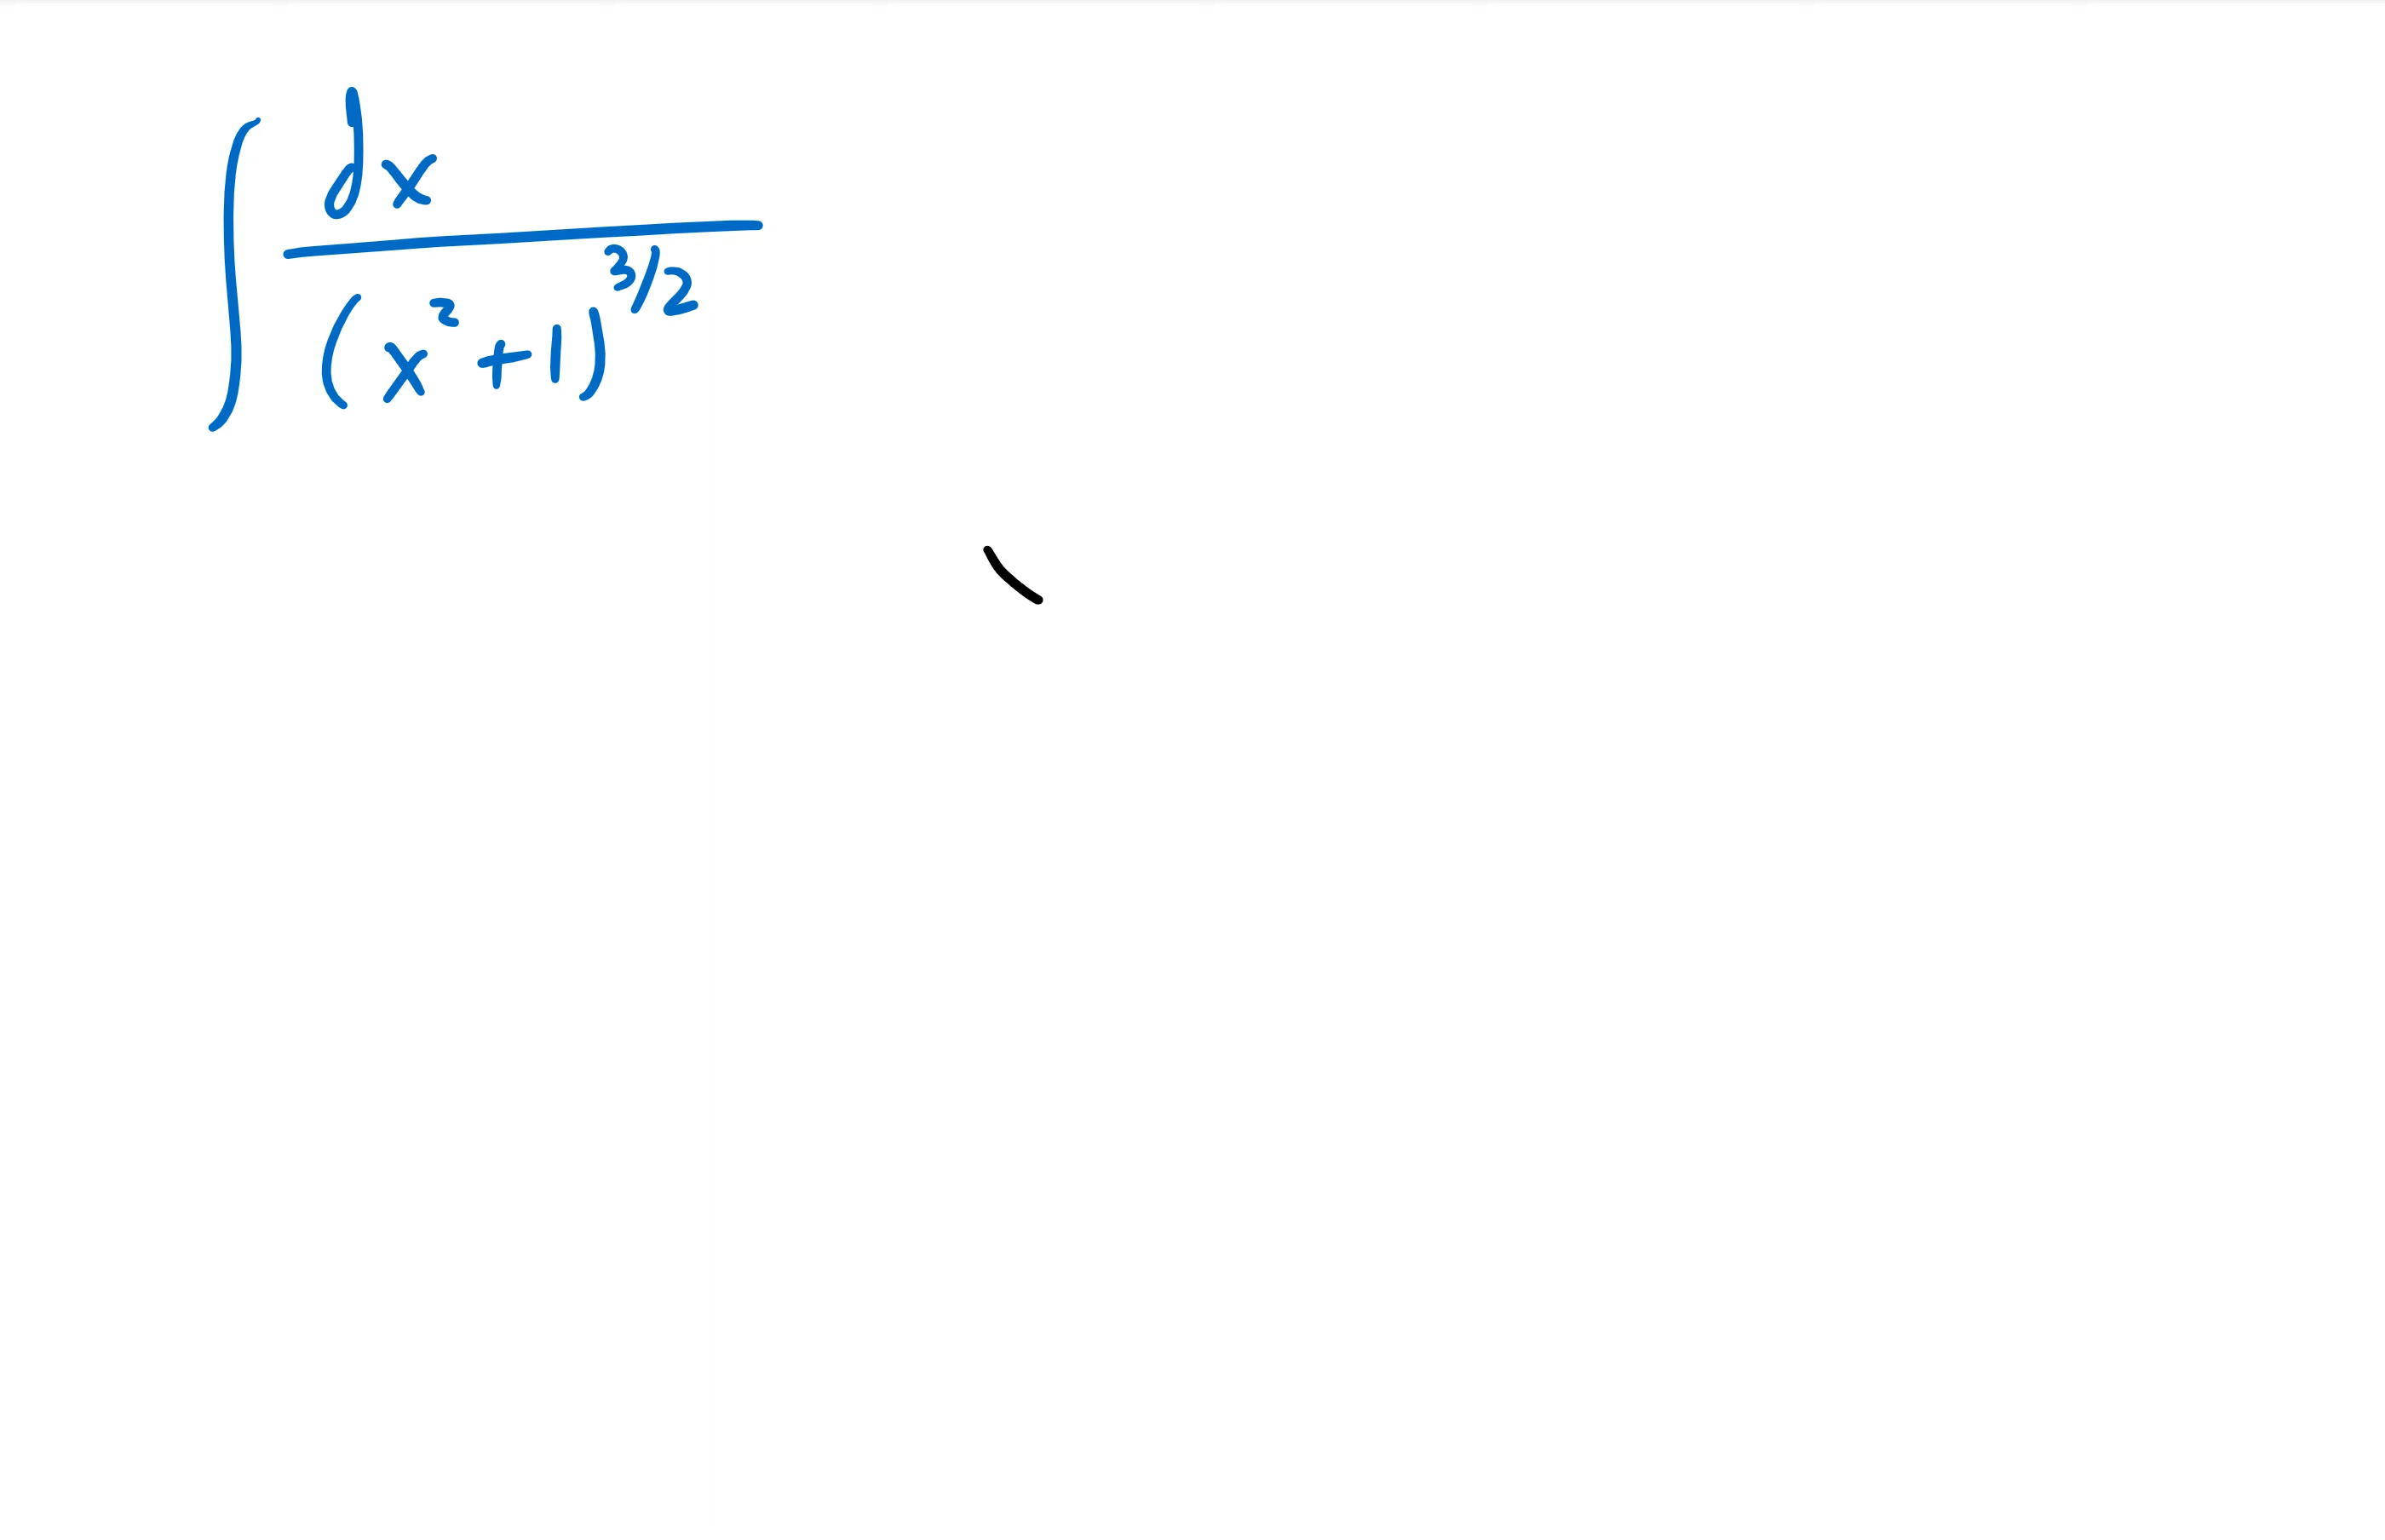 ∫ dx / (x² + 1)^(3/2)